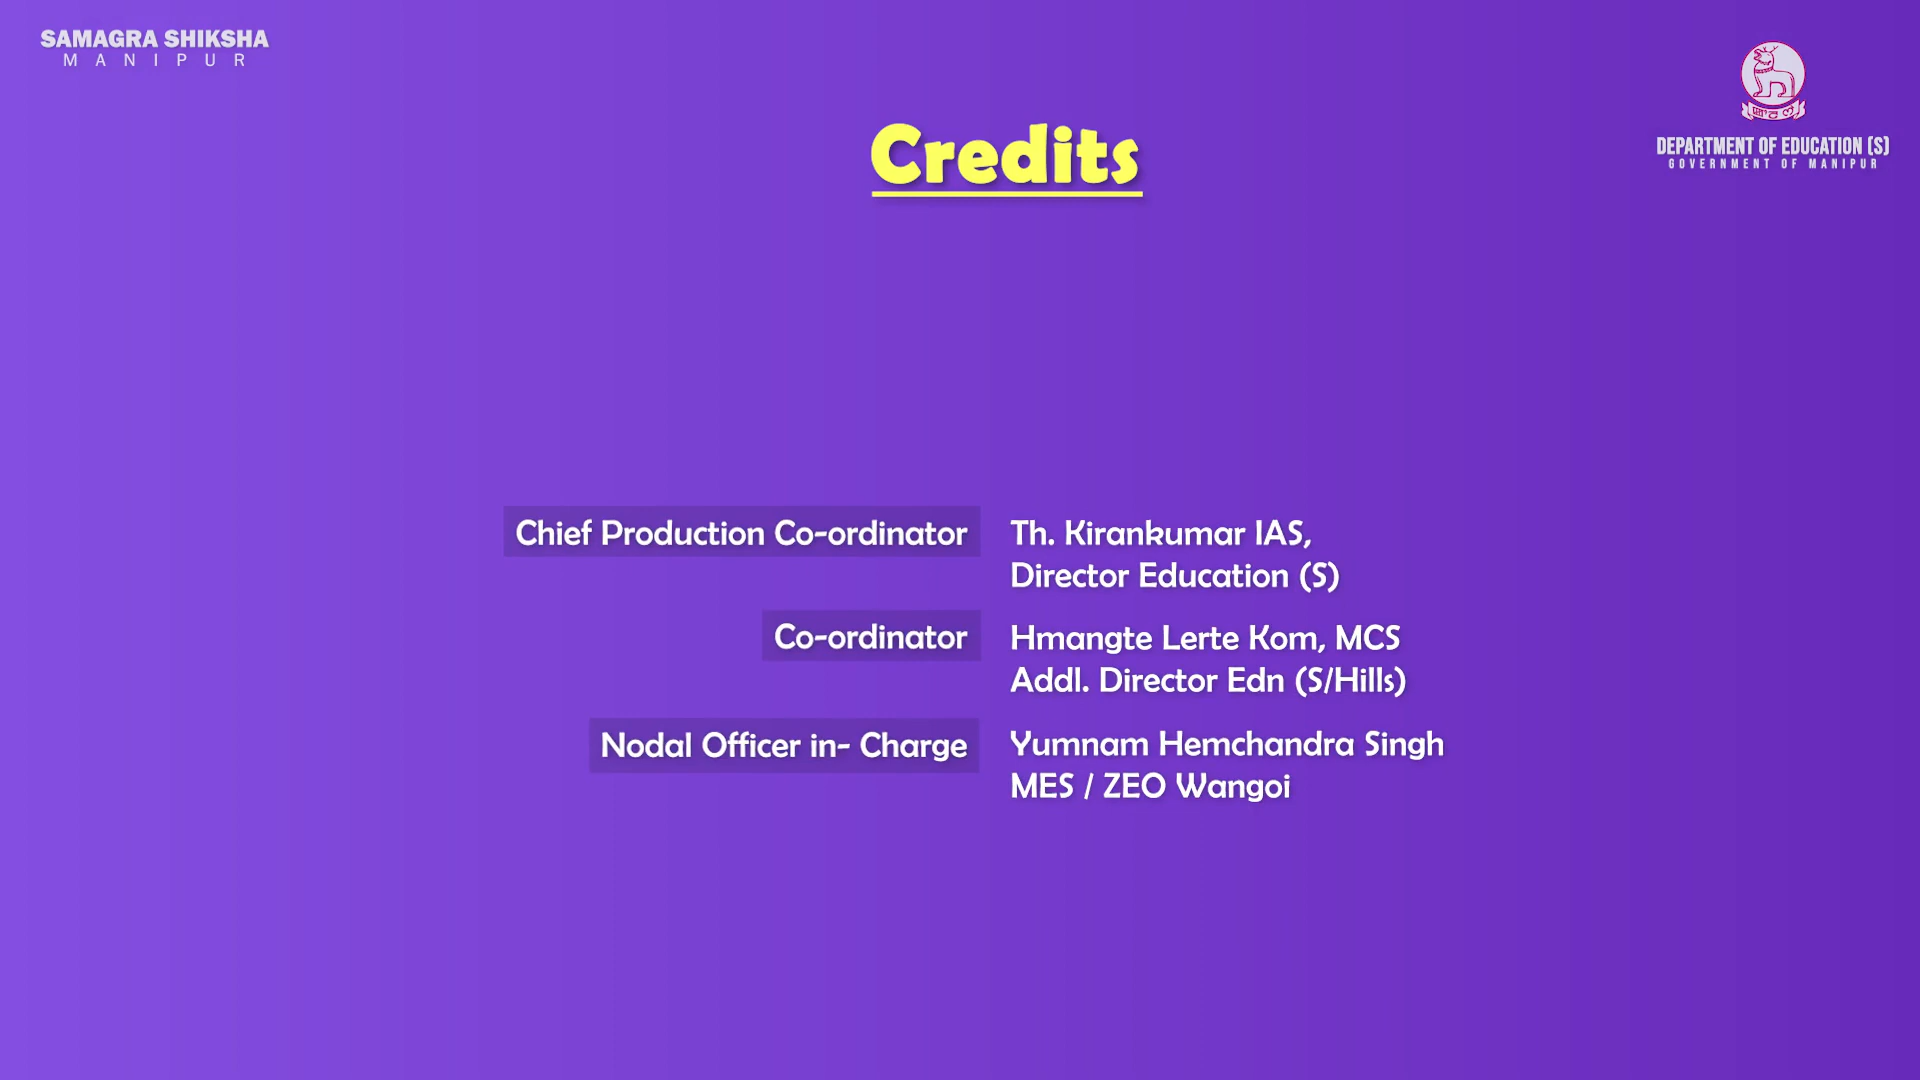 SAMAGRA SHIKSHA
MANIPUR
DEPARTMENT OF EDUCATION (S)
GOVERNMENT OF MANIPUR
Credits
Chief Production Co-ordinator
Th. Kirankumar IAS,
Director Education (S)
Co-ordinator
Hmangte Lerte Kom, MCS
Addl. Director Edn (S/Hills)
Nodal Officer in- Charge
Yumnam Hemchandra Singh
MES / ZEO Wangoi